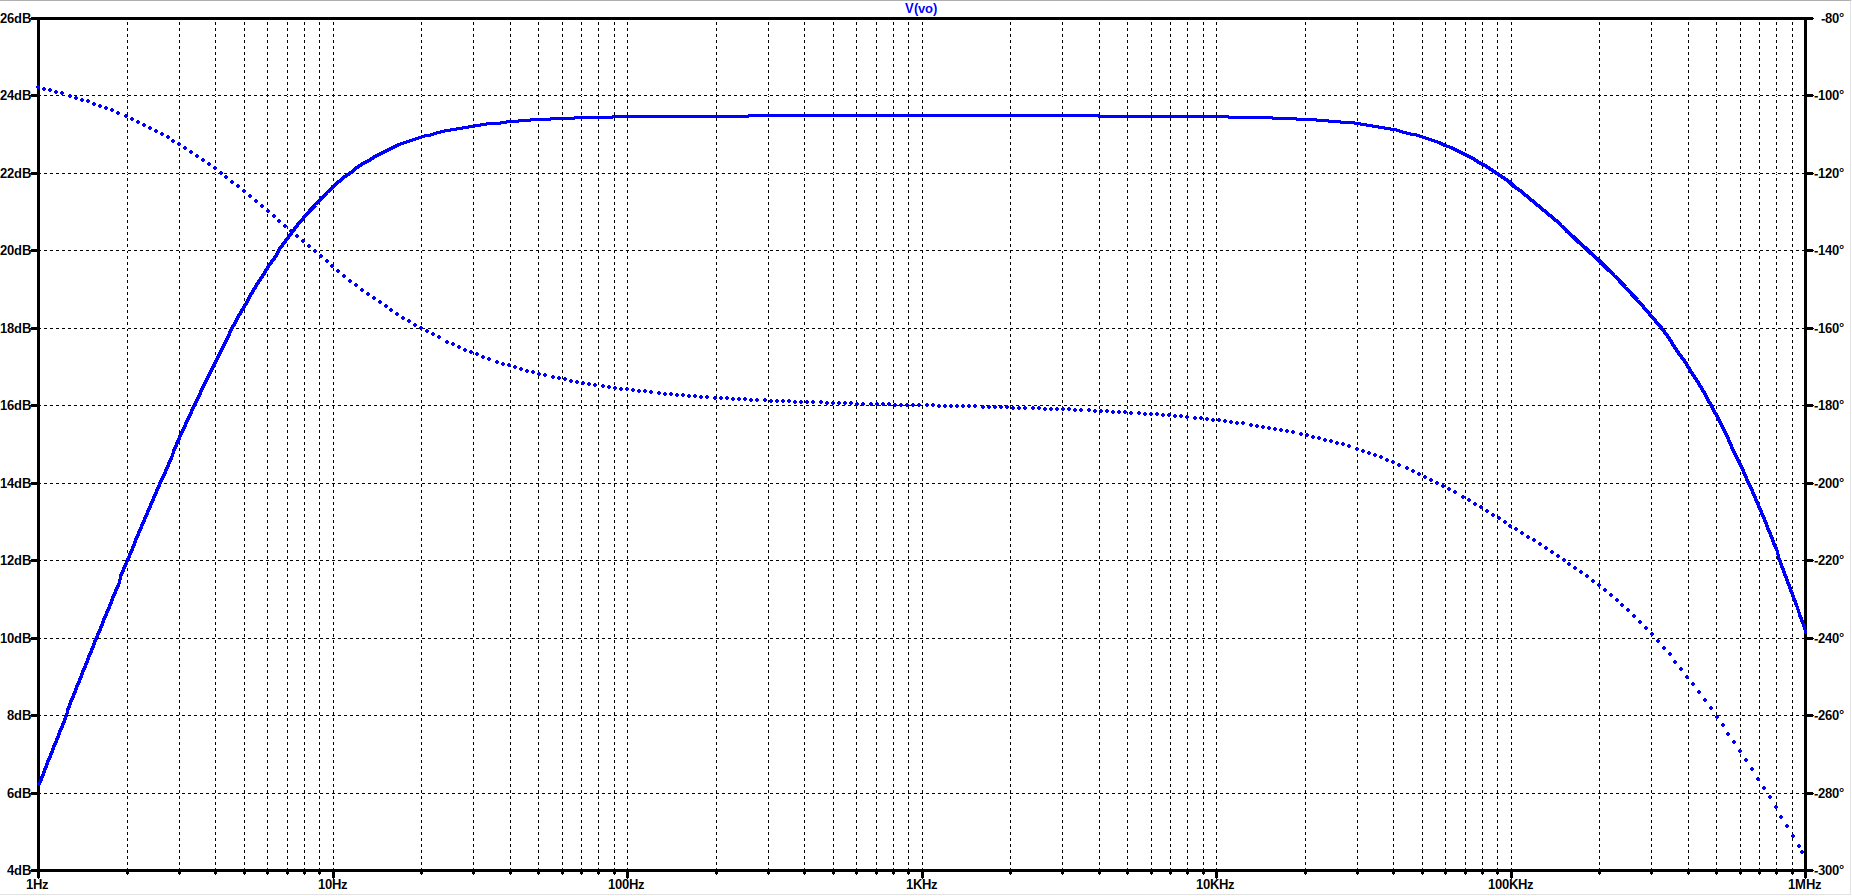 V(vo)
26dB
24dB
22dB
20dB
18dB
16dB
14dB
12dB
10dB
8dB
6dB
4dB
-80°
-100°
-120°
-140°
-160°
-180°
-200°
-220°
-240°
-260°
-280°
-300°
1Hz 10Hz 100Hz 1KHz 10KHz 100KHz 1MHz